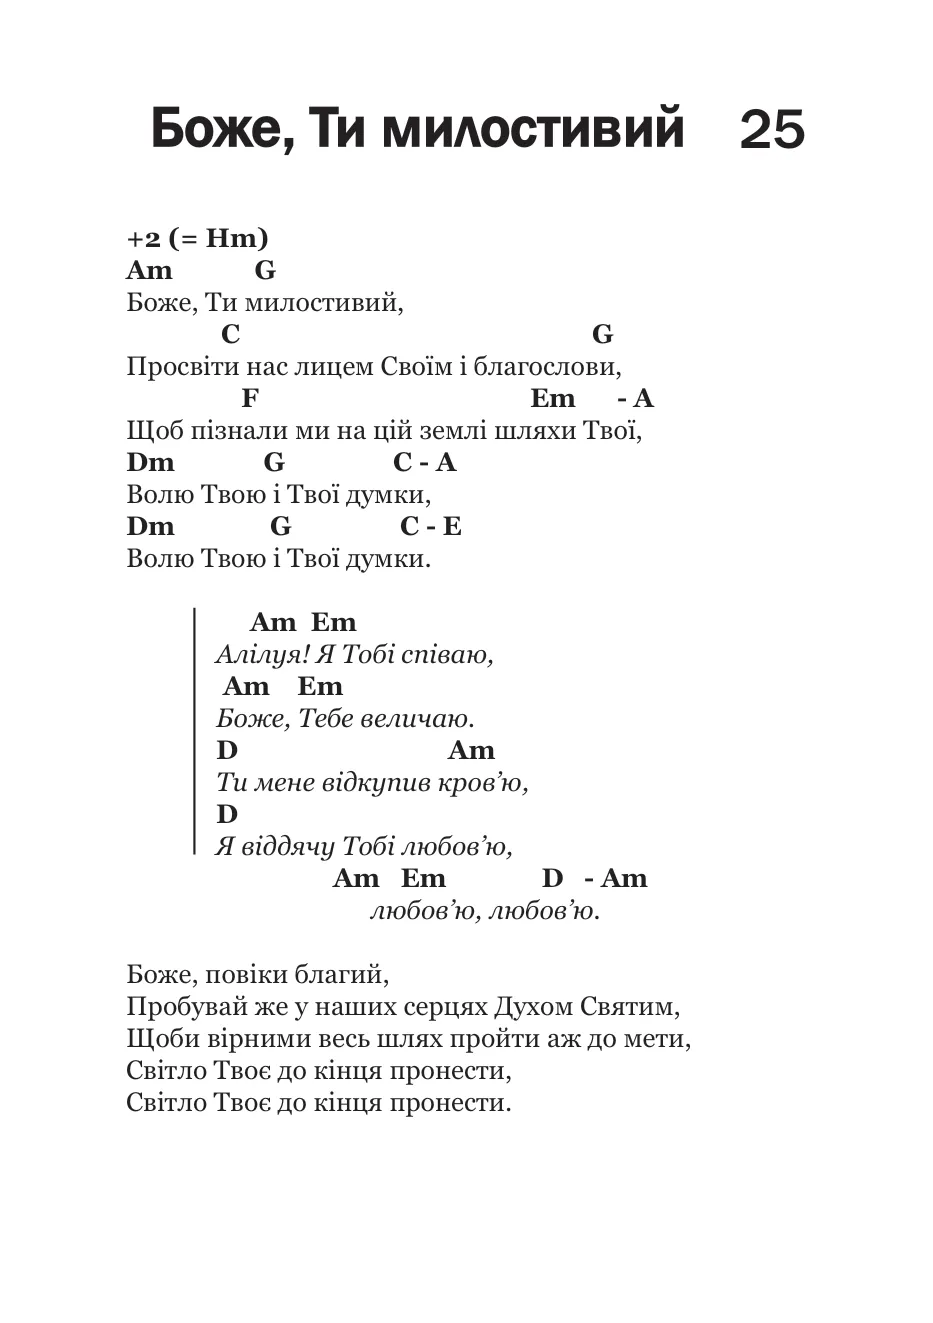 Боже, Ти милостивий 25
+2 (= Hm)
Am G
Боже, Ти милостивий,
C G
Просвіти нас лицем Своїм і благослови,
F Em - A
Щоб пізнали ми на цій землі шляхи Твої,
Dm G C - A
Волю Твою і Твої думки,
Dm G C - E
Волю Твою і Твої думки.
Am Em
Алілуя! Я Тобі співаю,
Am Em
Боже, Тебе величаю.
D Am
Ти мене відкупив кров’ю,
D
Я віддячу Тобі любов’ю,
Am Em D - Am
любов’ю, любов’ю.
Боже, повіки благий,
Пробувай же у наших серцях Духом Святим,
Щоби вірними весь шлях пройти аж до мети,
Світло Твоє до кінця пронести,
Світло Твоє до кінця пронести.